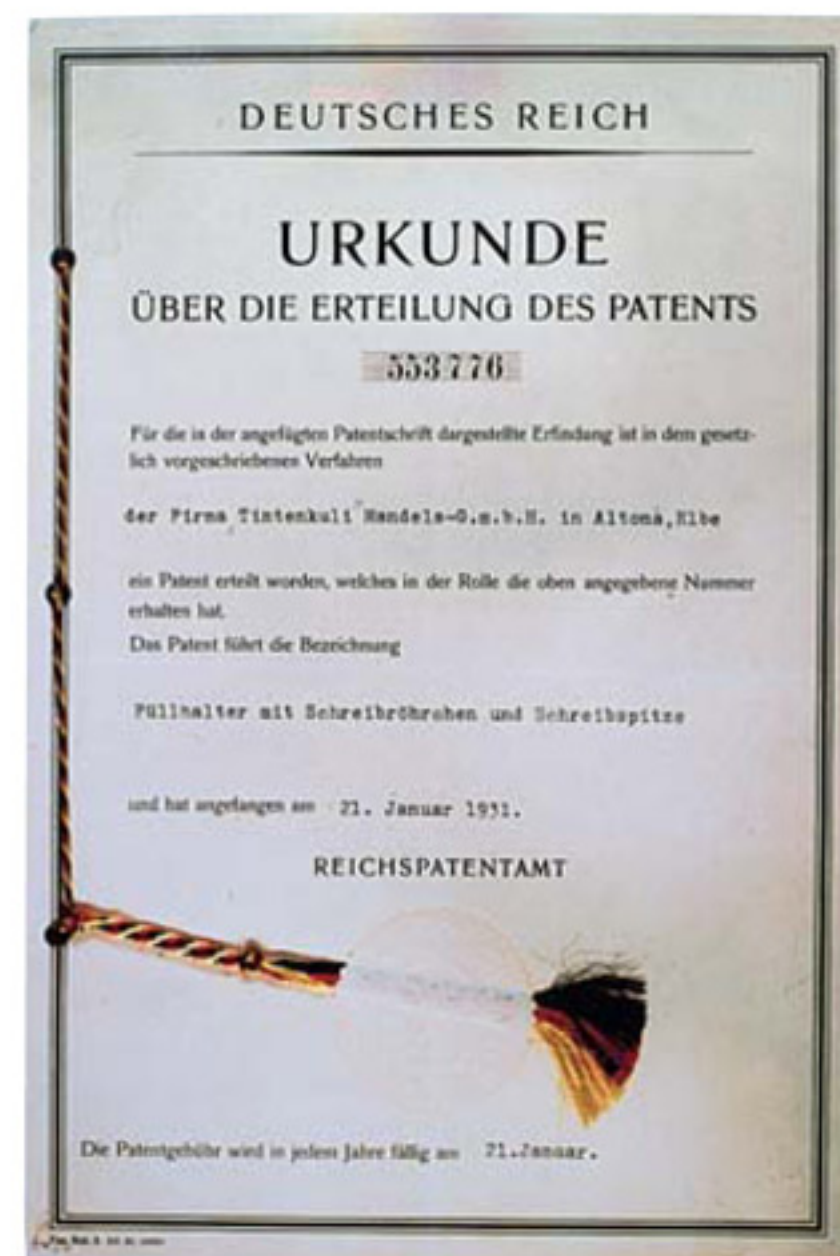 DEUTSCHES REICH
URKUNDE
ÜBER DIE ERTEILUNG DES PATENTS
553776
Für die in der angefügten Patentschrift dargestellte Erfindung ist in dem gesetz-
lich vorgeschriebenen Verfahren
der Firma Tintenkuli Handels-G.m.b.H. in Altona,Elbe
ein Patent erteilt worden, welches in der Rolle die oben angegebene Nummer
erhalten hat.
Das Patent führt die Bezeichnung
Füllhalter mit Schreibröhrchen und Schreibspitze
und hat angefangen am 21. Januar 1931.
REICHSPATENTAMT
Die Patentgebühr wird in jedem Jahre fällig am 21.Januar.